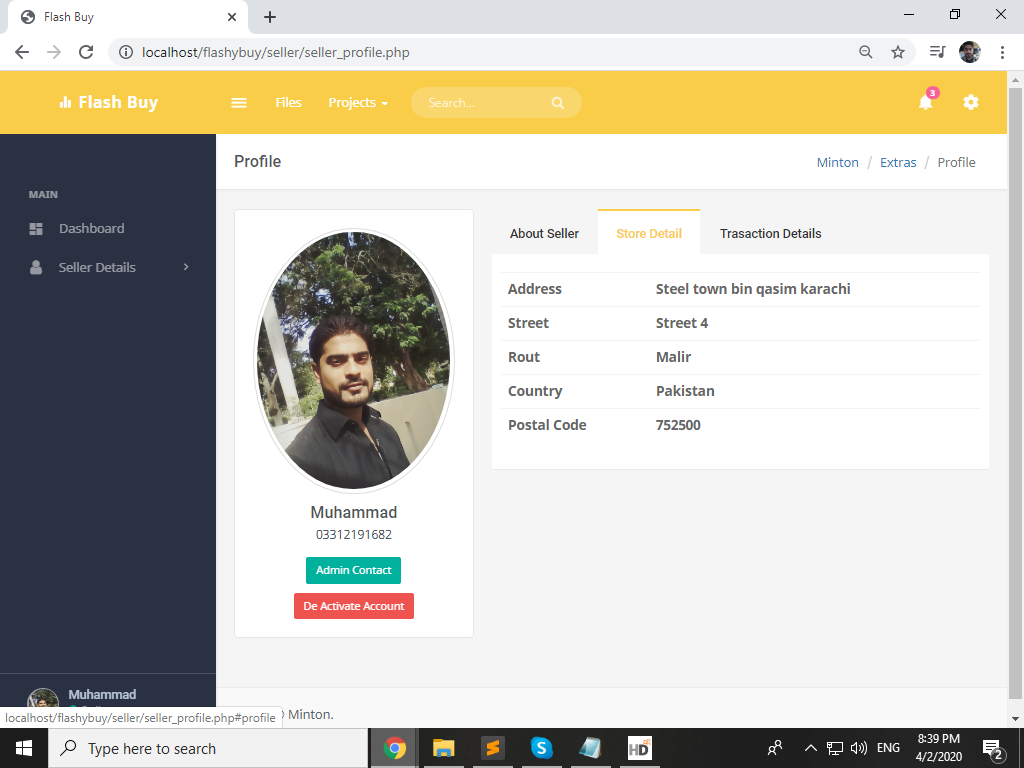 Flash Buy
localhost/flashybuy/seller/seller_profile.php
Flash Buy
Files
Projects
Search...
3
MAIN
Dashboard
Seller Details
Profile
Minton / Extras / Profile
Muhammad
03312191682
Admin Contact
De Activate Account
About Seller
Store Detail
Trasaction Details
Address Steel town bin qasim karachi
Street Street 4
Rout Malir
Country Pakistan
Postal Code 752500
Muhammad
© Minton.
localhost/flashybuy/seller/seller_profile.php#profile
Type here to search
S
HD
ENG
8:39 PM
4/2/2020
2